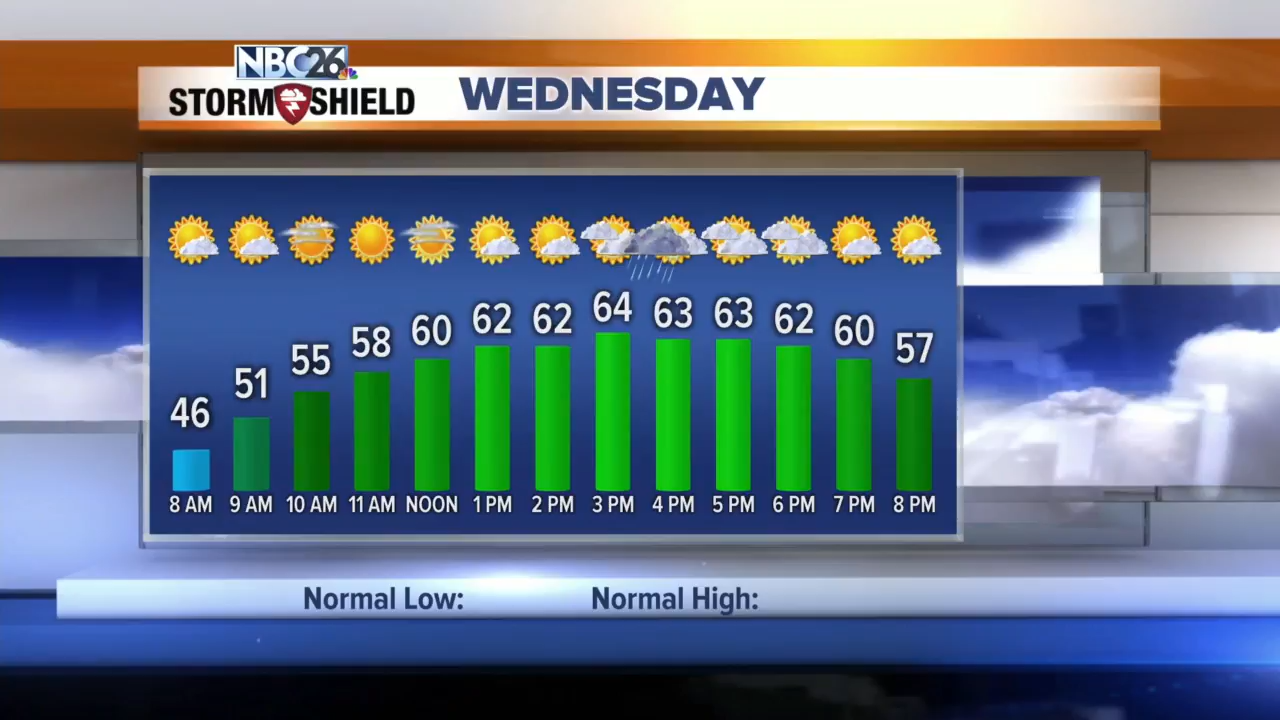 NBC26
STORM SHIELD
WEDNESDAY
46 51 55 58 60 62 62 64 63 63 62 60 57
8 AM 9 AM 10 AM 11 AM NOON 1 PM 2 PM 3 PM 4 PM 5 PM 6 PM 7 PM 8 PM
Normal Low: Normal High: